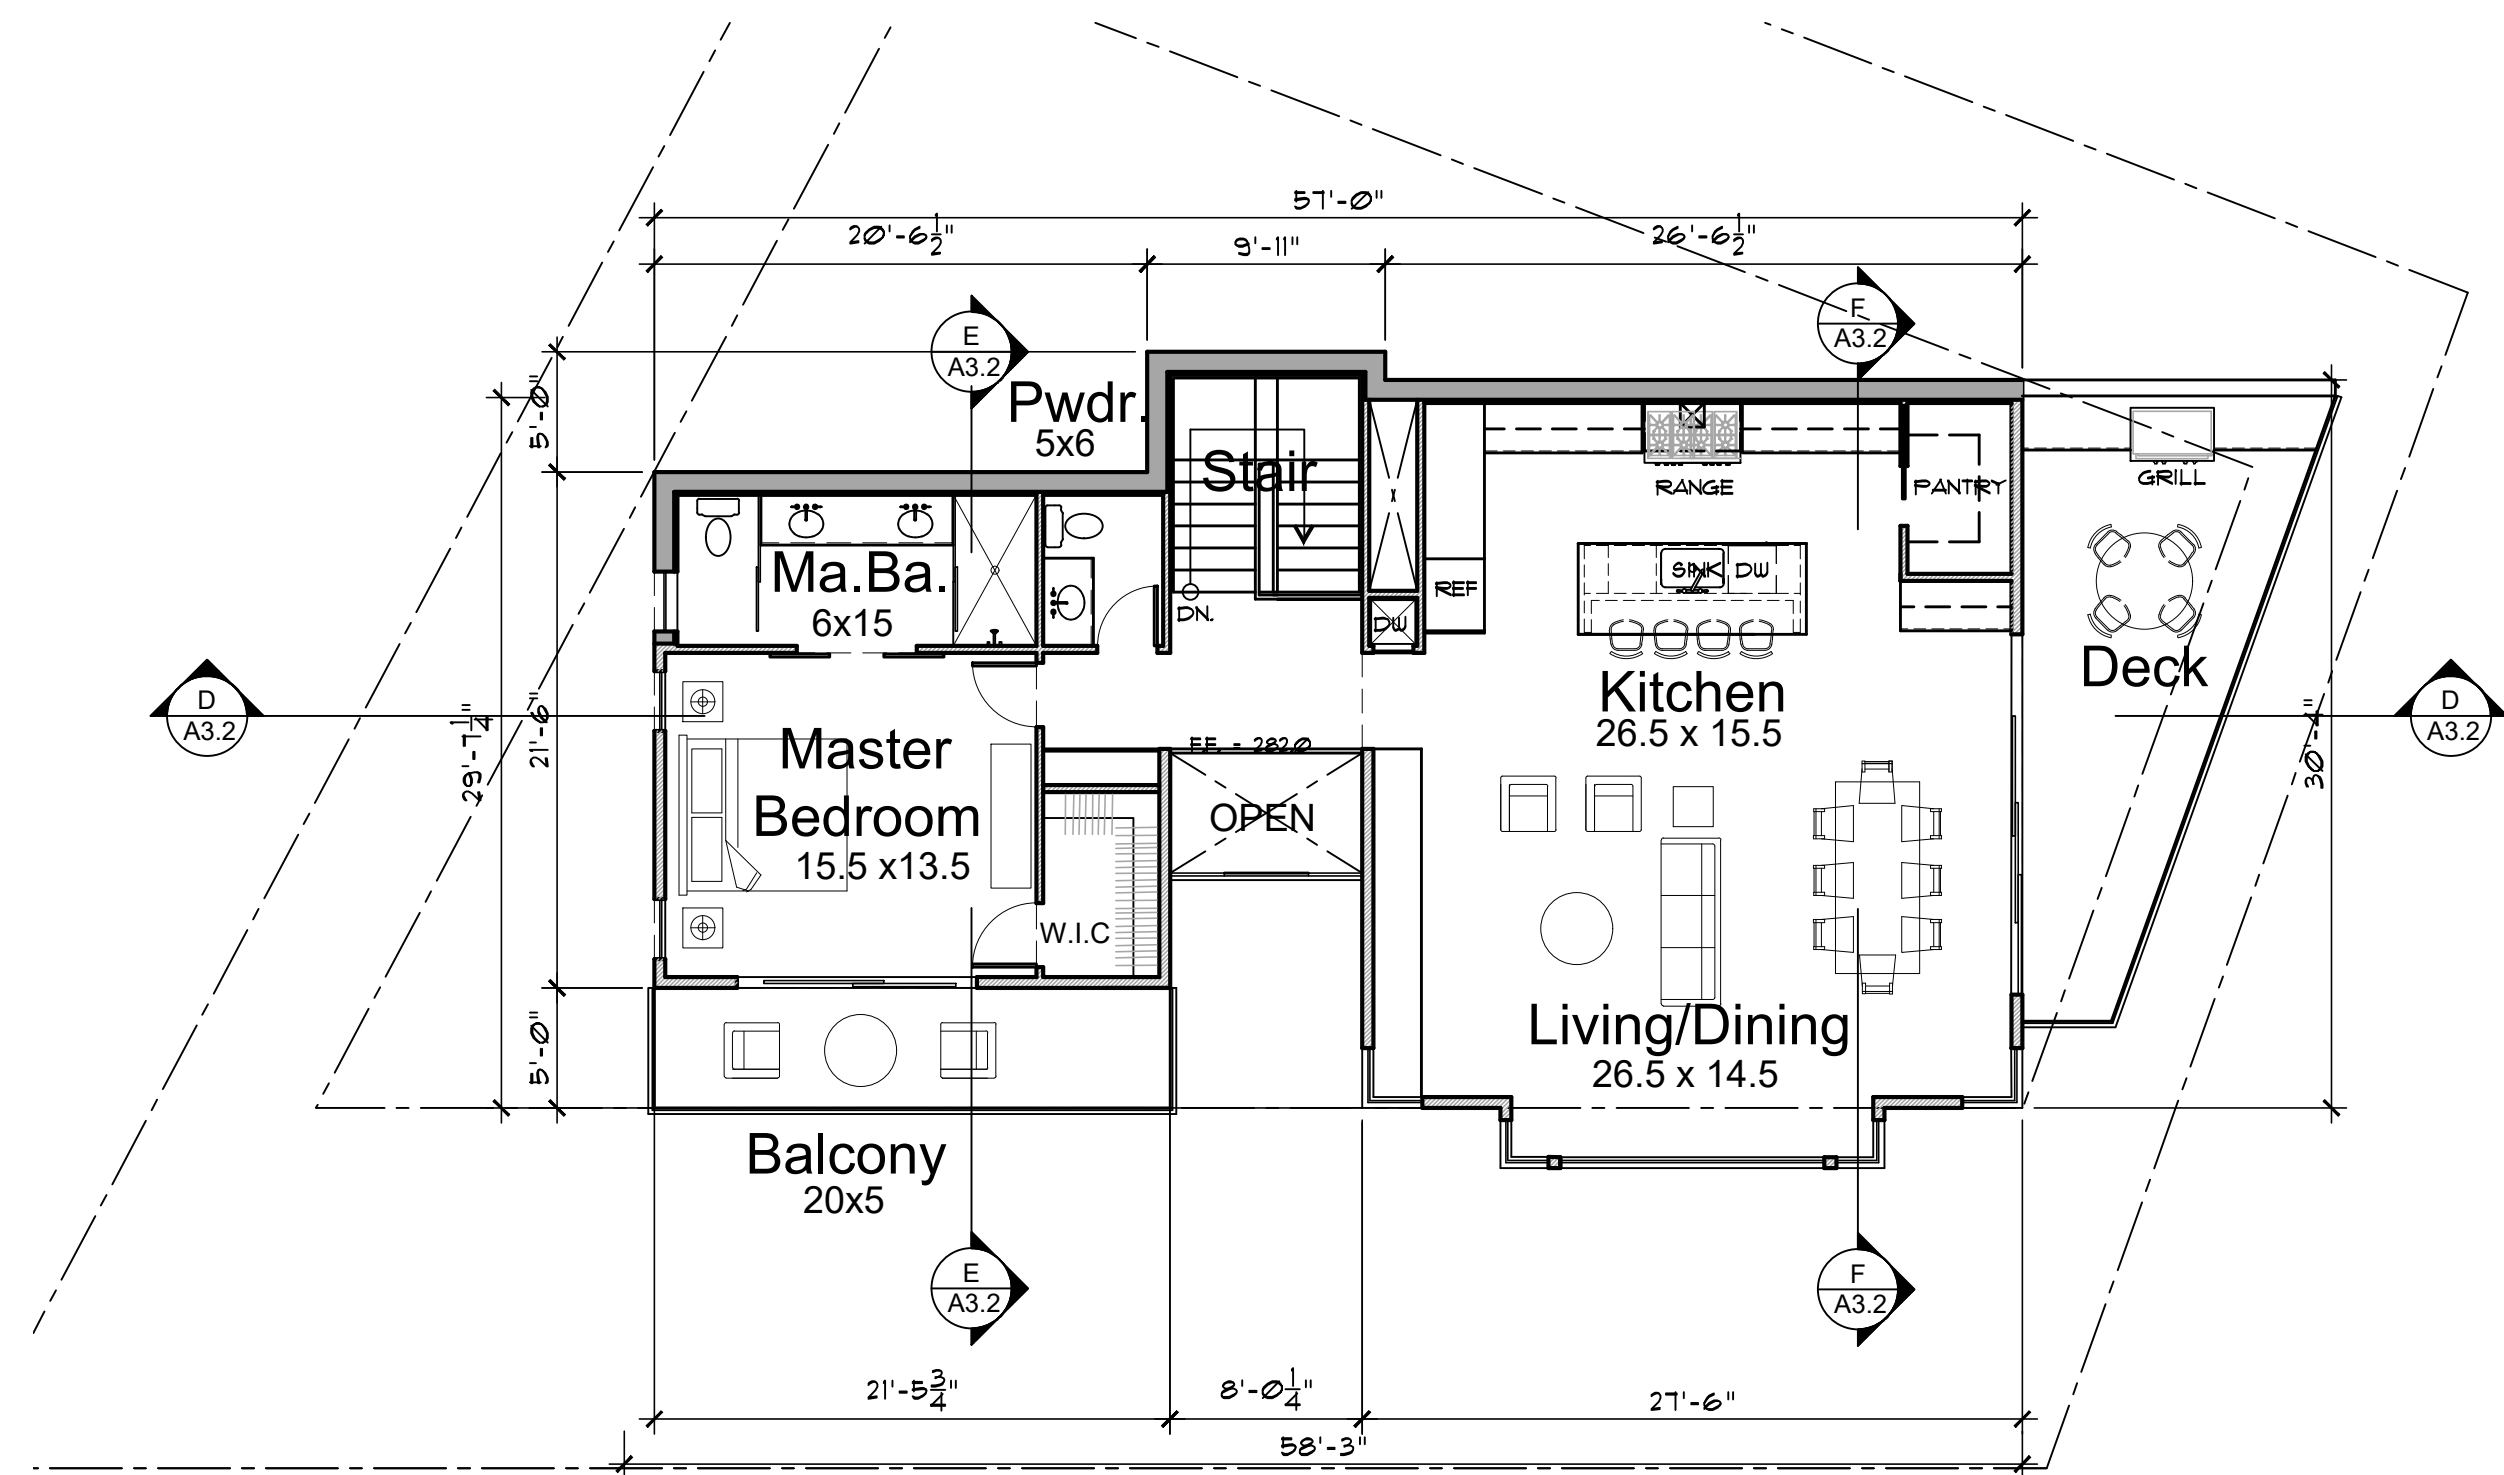 57'-0"
20'-6 1/2"
9'-11"
26'-6 1/2"
E
A3.2
F
A3.2
Pwdr.
5x6
5'-0"
Stair
RANGE
PANTRY
GRILL
Ma.Ba.
6x15
DN.
DW
REF
SINK
DW
Deck
D
A3.2
Kitchen
26.5 x 15.5
D
A3.2
29'-7 1/4"
21'-6"
30'-4"
Master
Bedroom
15.5 x13.5
F.F. = 282.0
OPEN
W.I.C
5'-0"
Living/Dining
26.5 x 14.5
Balcony
20x5
E
A3.2
F
A3.2
21'-5 3/4"
8'-0 1/4"
27'-6"
58'-3"